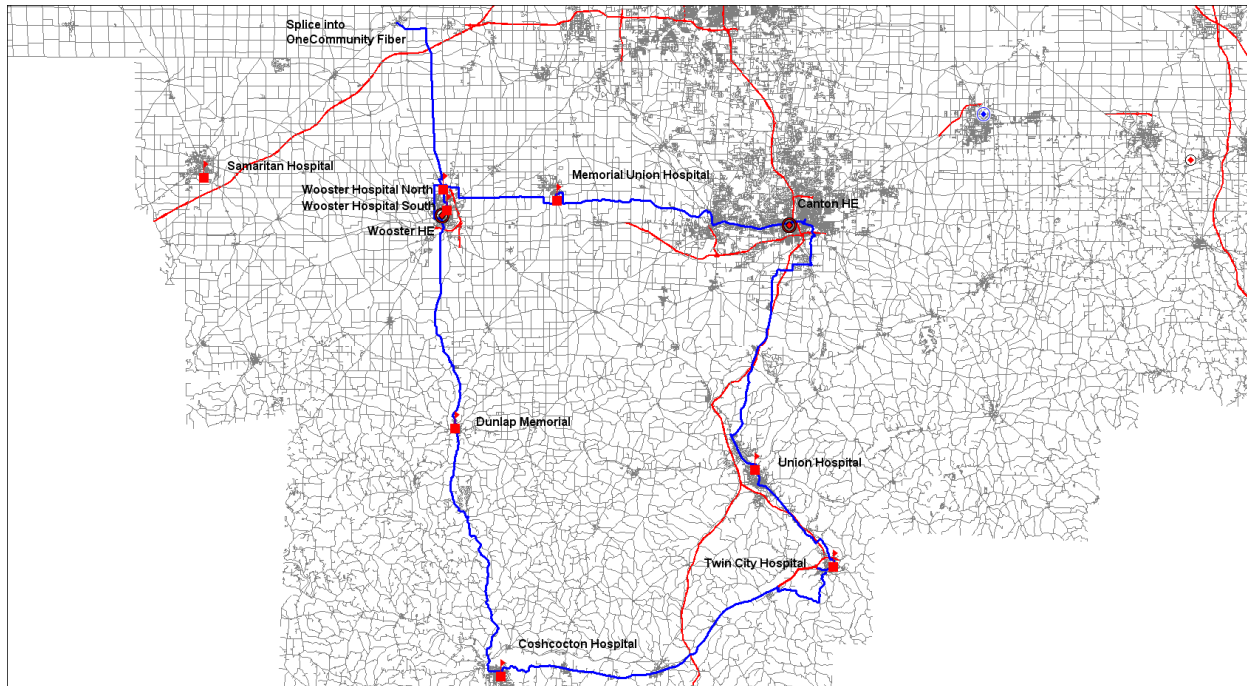 Splice into
OneCommunity Fiber
Samaritan Hospital
Memorial Union Hospital
Wooster Hospital North
Wooster Hospital South
Canton HE
Wooster HE
Dunlap Memorial
Union Hospital
Twin City Hospital
Coshcocton Hospital